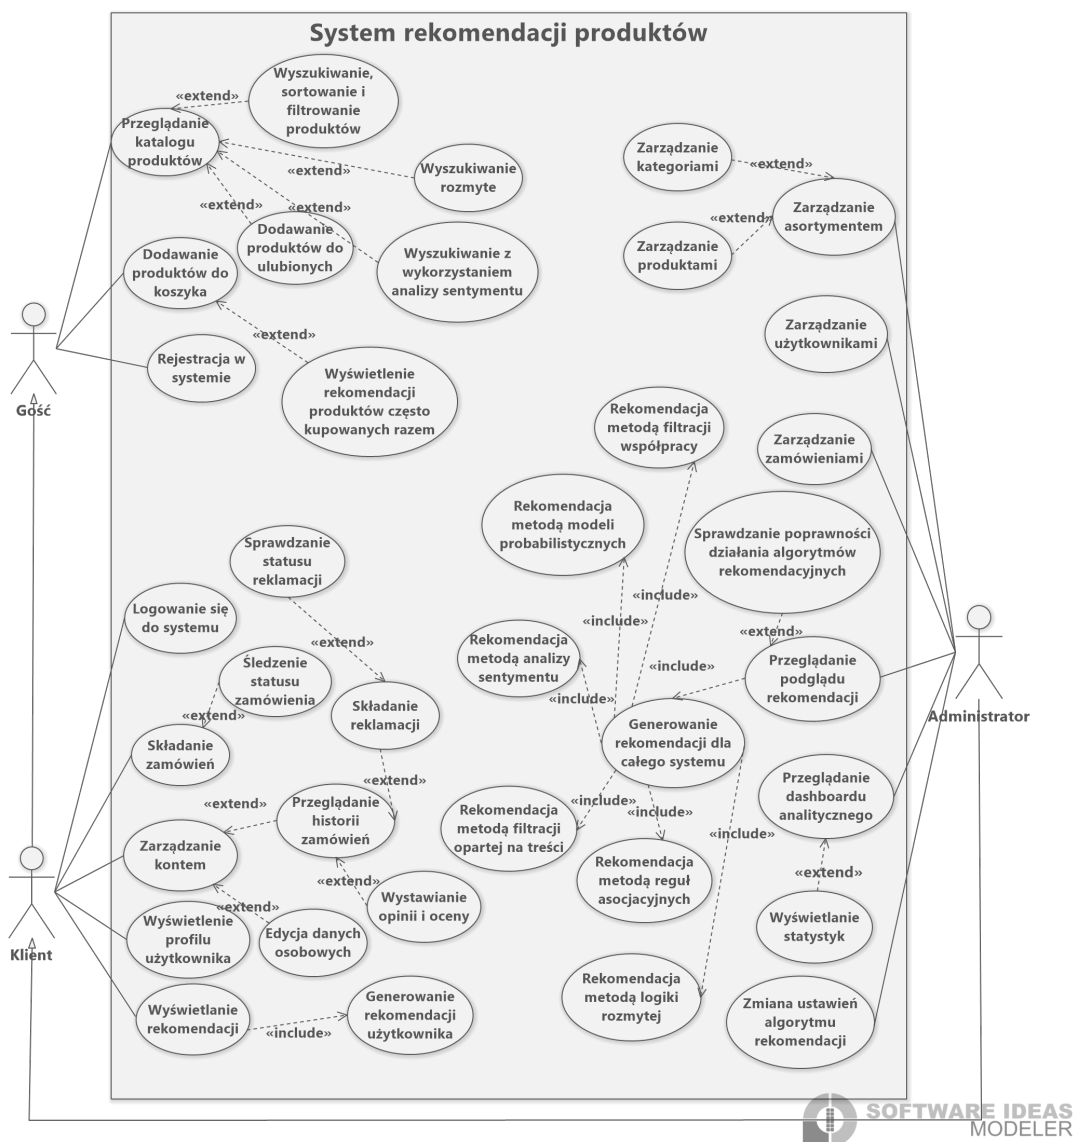 System rekomendacji produktów
Wyszukiwanie,
sortowanie i
filtrowanie
produktów
«extend»
Przeglądanie
katalogu
produktów
«extend»
Wyszukiwanie
rozmyte
«extend»
«extend»
Dodawanie
produktów do
ulubionych
Wyszukiwanie z
wykorzystaniem
analizy sentymentu
Dodawanie
produktów do
koszyka
«extend»
Rejestracja w
systemie
Wyświetlenie
rekomendacji
produktów często
kupowanych razem
Gość
Zarządzanie
kategoriami
«extend»
Zarządzanie
asortymentem
«extend»
Zarządzanie
produktami
Zarządzanie
użytkownikami
Rekomendacja
metodą filtracji
współpracy
Zarządzanie
zamówieniami
Rekomendacja
metodą modeli
probabilistycznych
Sprawdzanie poprawności
działania algorytmów
rekomendacyjnych
«include»
«include»
«extend»
Sprawdzanie
statusu
reklamacji
Logowanie się
do systemu
«extend»
Śledzenie
statusu
zamówienia
«extend»
Składanie
reklamacji
Składanie
zamówień
Rekomendacja
metodą analizy
sentymentu
«include»
«include»
Przeglądanie
podglądu
rekomendacji
Generowanie
rekomendacji dla
całego systemu
Administrator
«extend»
«extend»
Przeglądanie
historii
zamówień
Zarządzanie
kontem
«extend»
Wystawianie
opinii i oceny
«extend»
Wyświetlenie
profilu
użytkownika
Edycja danych
osobowych
Klient
Wyświetlanie
rekomendacji
«include»
Generowanie
rekomendacji
użytkownika
«include»
«include»
«include»
Rekomendacja
metodą filtracji
opartej na treści
Rekomendacja
metodą reguł
asocjacyjnych
Przeglądanie
dashboardu
analitycznego
«extend»
Wyświetlanie
statystyk
Rekomendacja
metodą logiki
rozmytej
Zmiana ustawień
algorytmu
rekomendacji
SOFTWARE IDEAS
MODELER